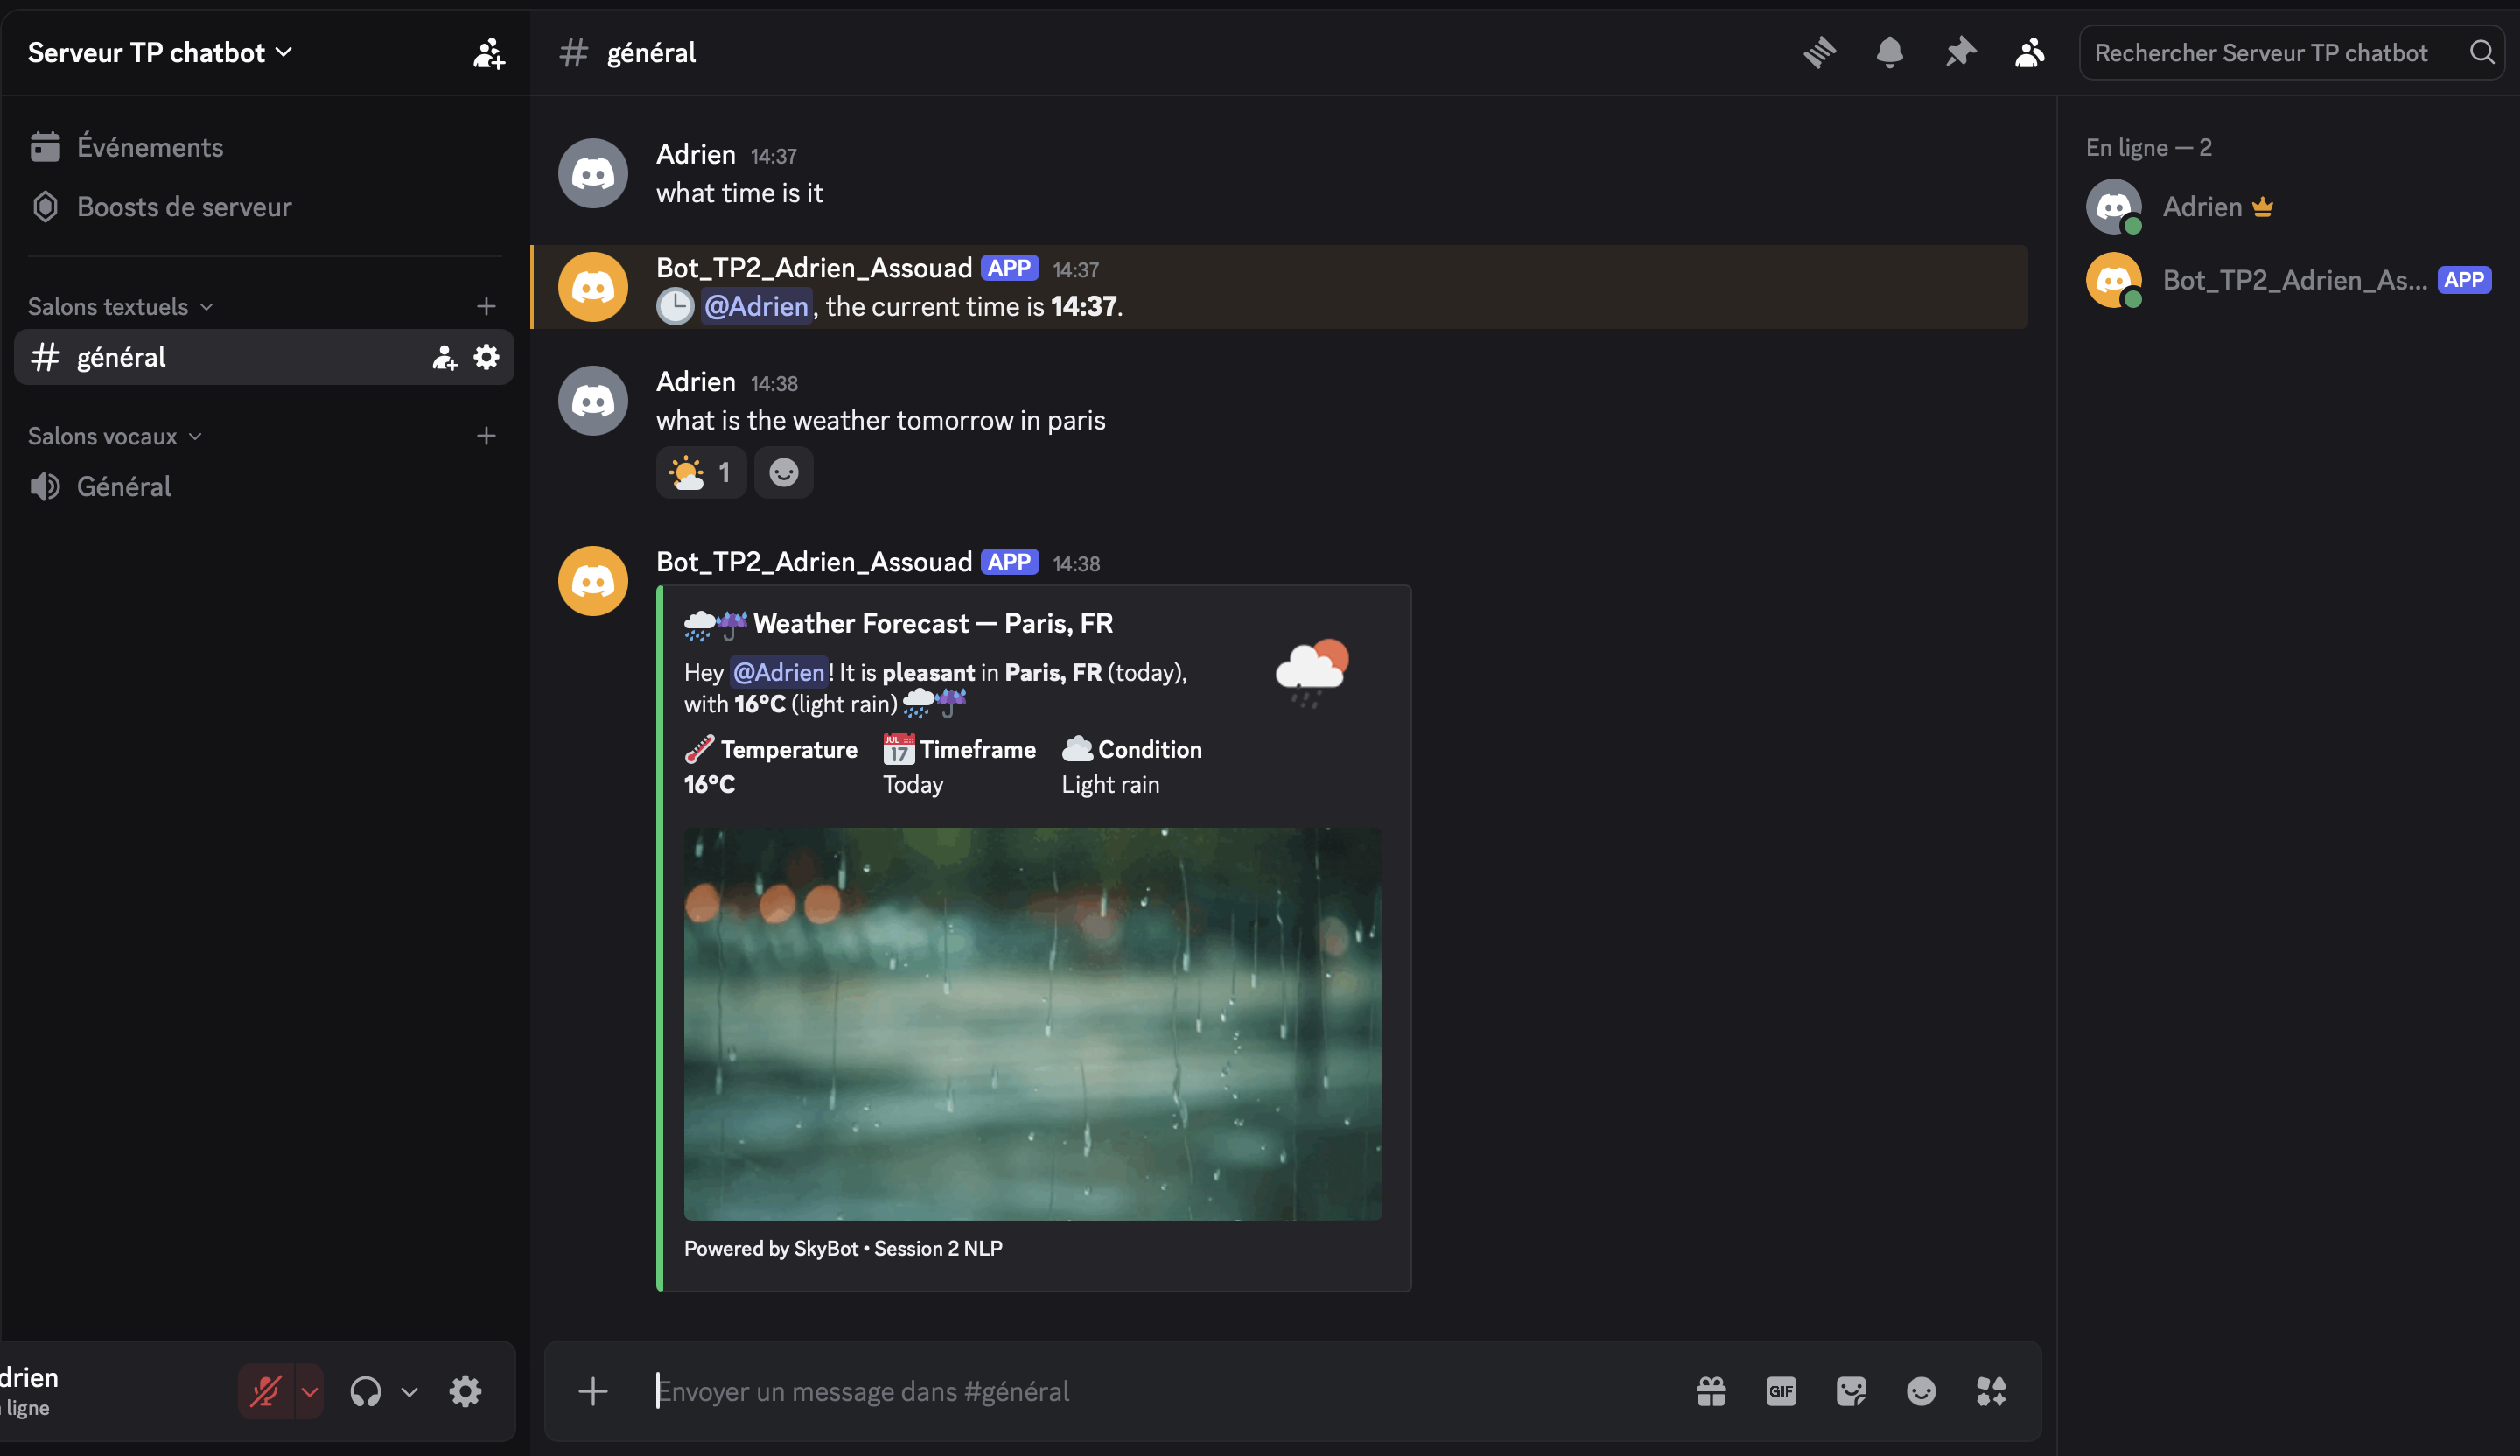 Serveur TP chatbot
Événements
Boosts de serveur
Salons textuels
général
Salons vocaux
Général
drien
ligne
# général
Rechercher Serveur TP chatbot
Adrien 14:37
what time is it
Bot_TP2_Adrien_Assouad APP 14:37
@Adrien, the current time is 14:37.
Adrien 14:38
what is the weather tomorrow in paris
1
Bot_TP2_Adrien_Assouad APP 14:38
Weather Forecast — Paris, FR
Hey @Adrien! It is pleasant in Paris, FR (today),
with 16°C (light rain)
Temperature
16°C
JUL 17 Timeframe
Today
Condition
Light rain
Powered by SkyBot • Session 2 NLP
Envoyer un message dans #général
GIF
En ligne — 2
Adrien
Bot_TP2_Adrien_As... APP